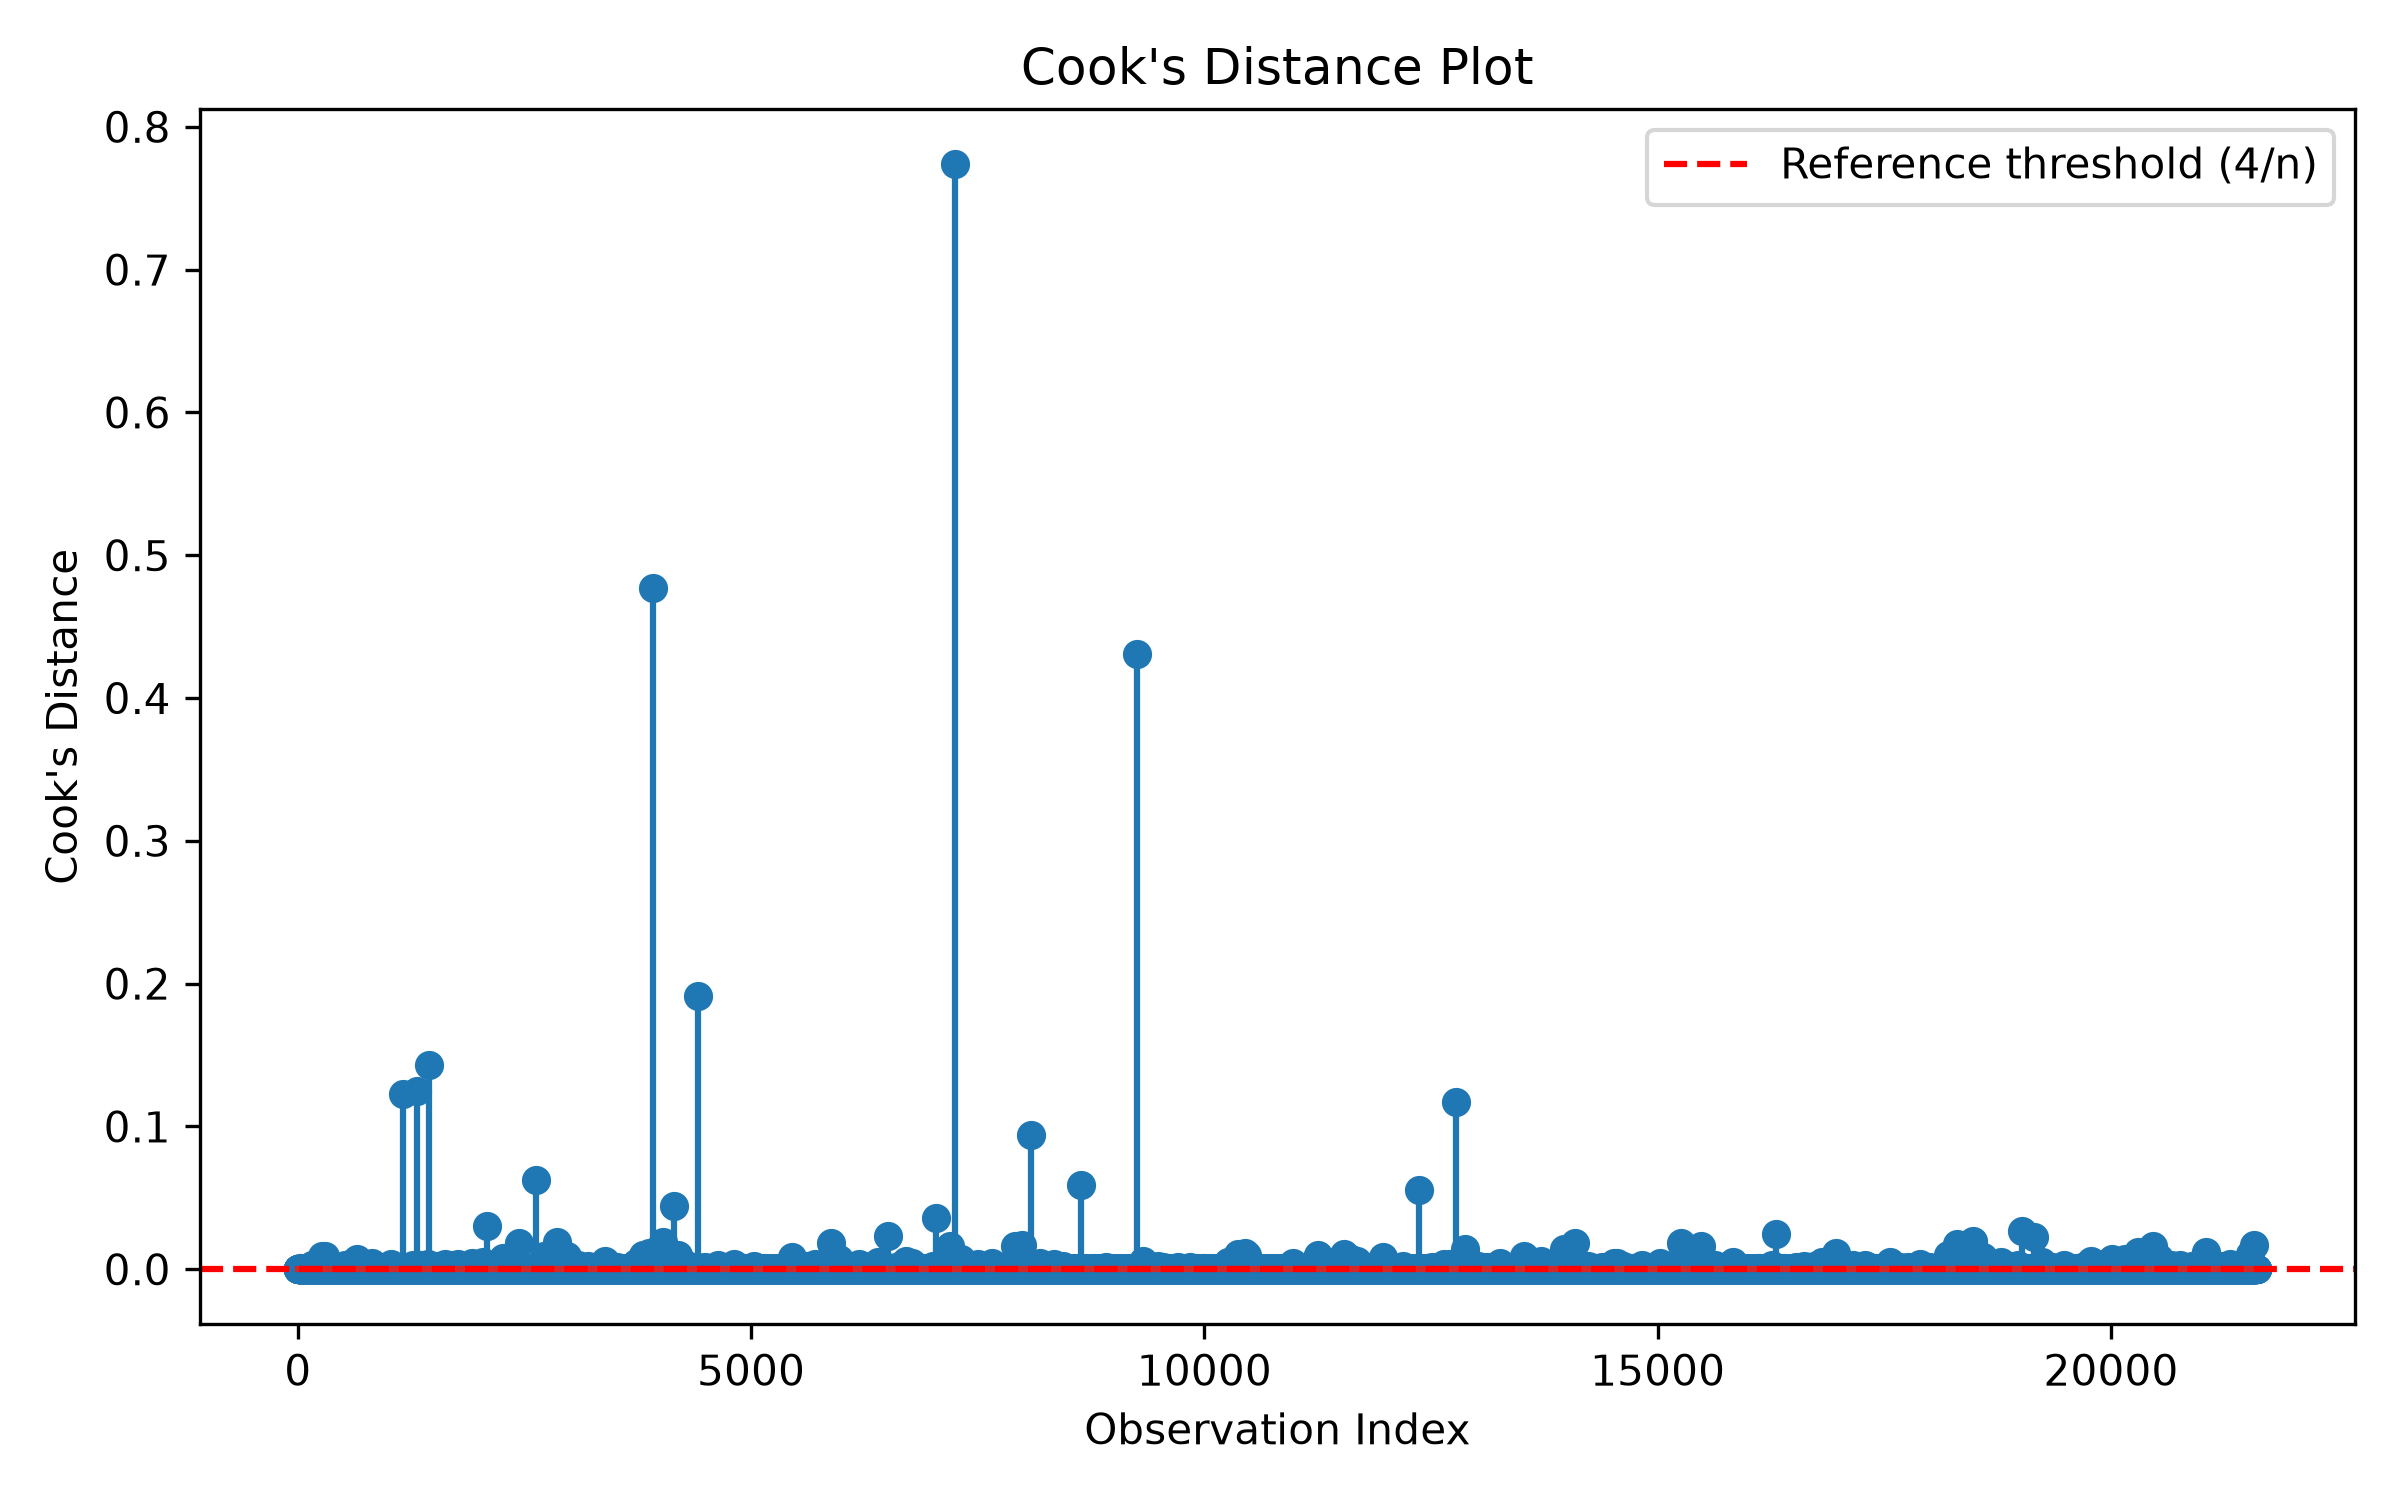 Cook's Distance Plot
Reference threshold (4/n)
Cook's Distance
0.8
0.7
0.6
0.5
0.4
0.3
0.2
0.1
0.0
0 5000 10000 15000 20000
Observation Index